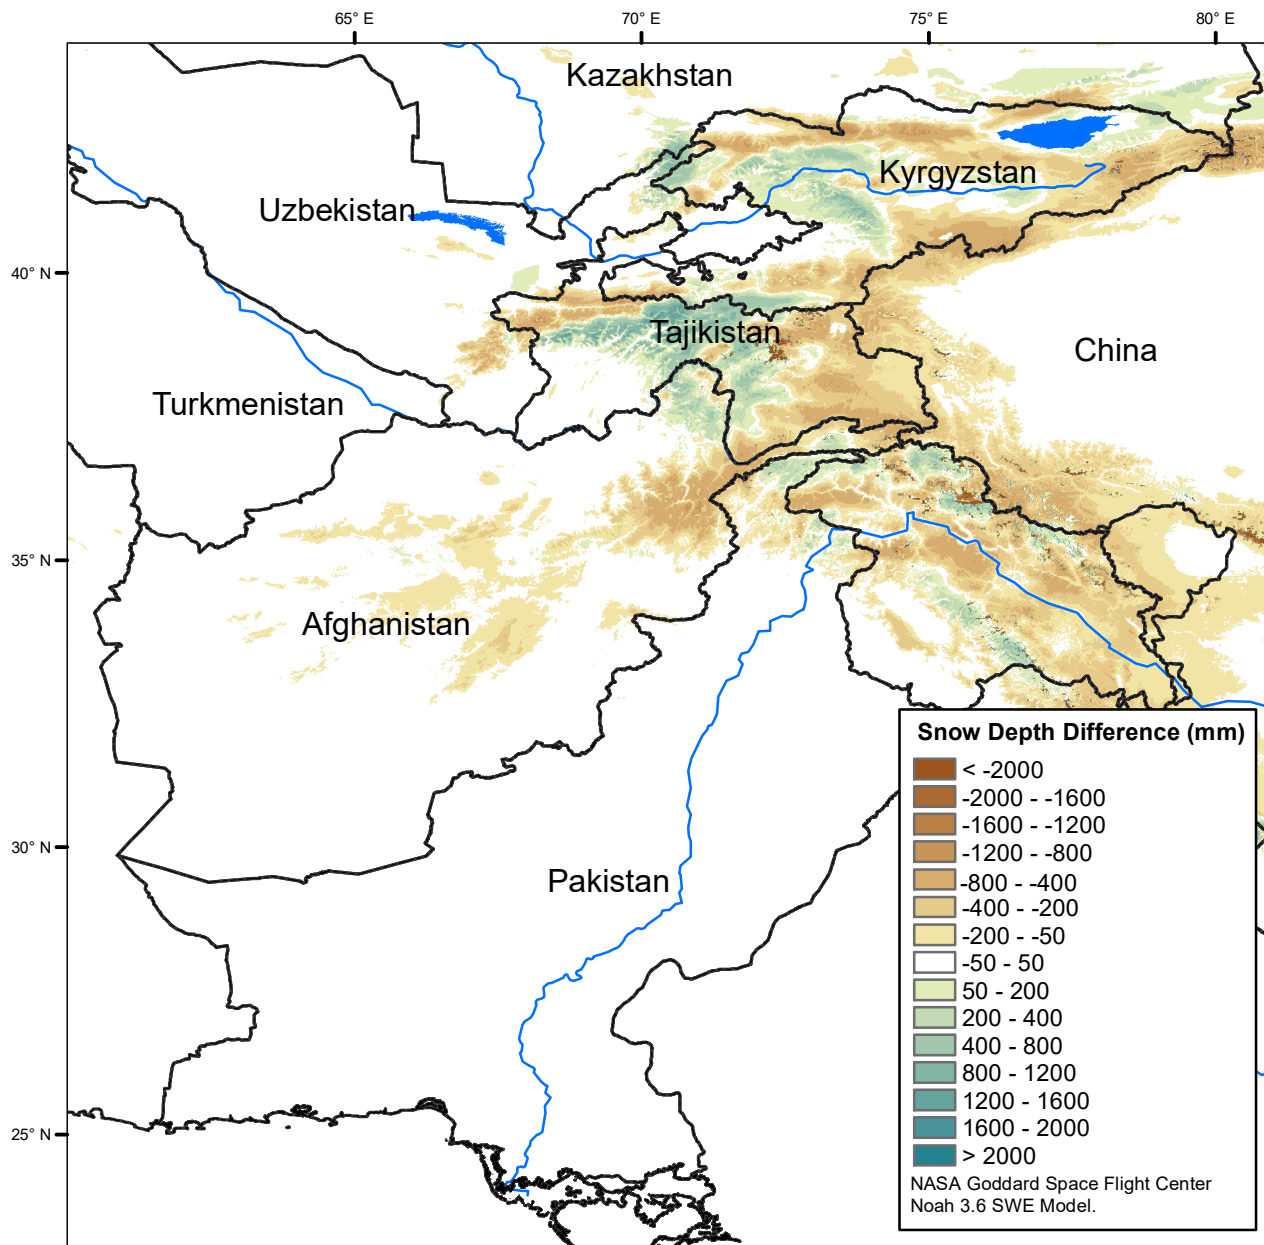 65° E
70° E
75° E
80° E
Kazakhstan
Kyrgyzstan
Uzbekistan
40° N
Tajikistan
China
Turkmenistan
35° N
Afghanistan
30° N
Pakistan
25° N
Snow Depth Difference (mm)
< -2000
-2000 - -1600
-1600 - -1200
-1200 - -800
-800 - -400
-400 - -200
-200 - -50
-50 - 50
50 - 200
200 - 400
400 - 800
800 - 1200
1200 - 1600
1600 - 2000
> 2000
NASA Goddard Space Flight Center
Noah 3.6 SWE Model.